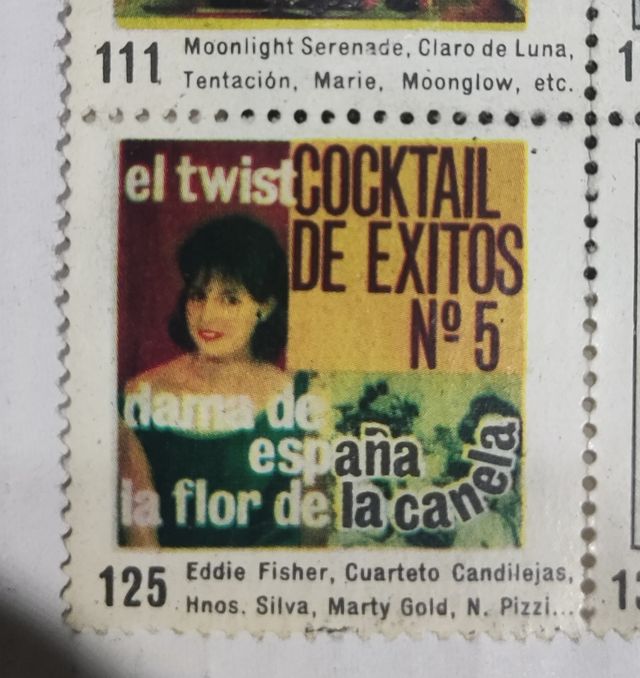 111 Moonlight Serenade, Claro de Luna,
Tentación, Marie, Moonglow, etc.
el twist
COCKTAIL
DE EXITOS
Nº 5
dama de
españa
la flor de la canela
125 Eddie Fisher, Cuarteto Candilejas,
Hnos. Silva, Marty Gold, N. Pizzi...